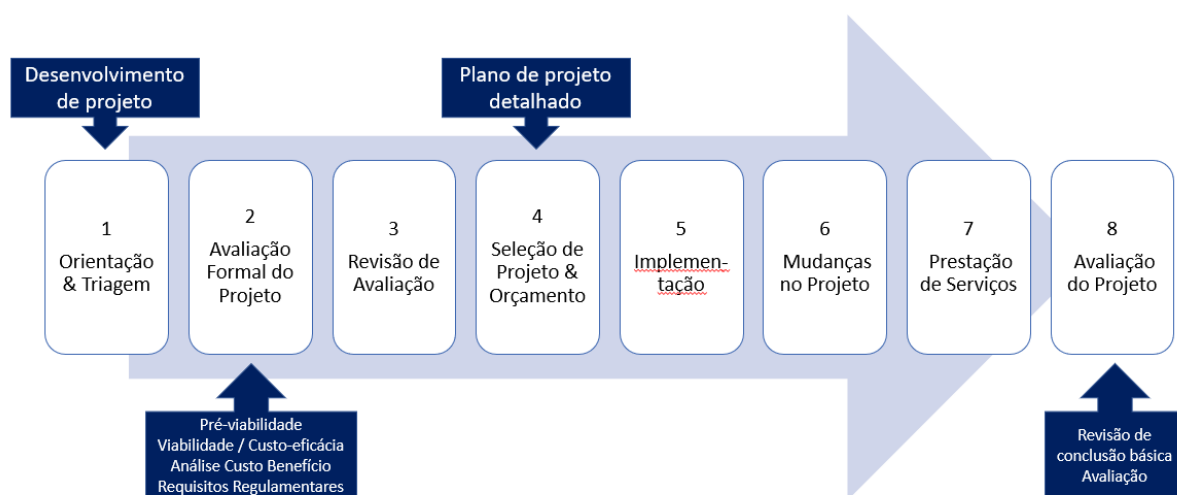 Desenvolvimento
de projeto
Plano de projeto
detalhado
1
Orientação
& Triagem
2
Avaliação
Formal do
Projeto
3
Revisão de
Avaliação
4
Seleção de
Projeto &
Orçamento
5
Implemen-
tação
6
Mudanças
no Projeto
7
Prestação
de Serviços
8
Avaliação
do Projeto
Pré-viabilidade
Viabilidade / Custo-eficácia
Análise Custo Benefício
Requisitos Regulamentares
Revisão de
conclusão básica
Avaliação